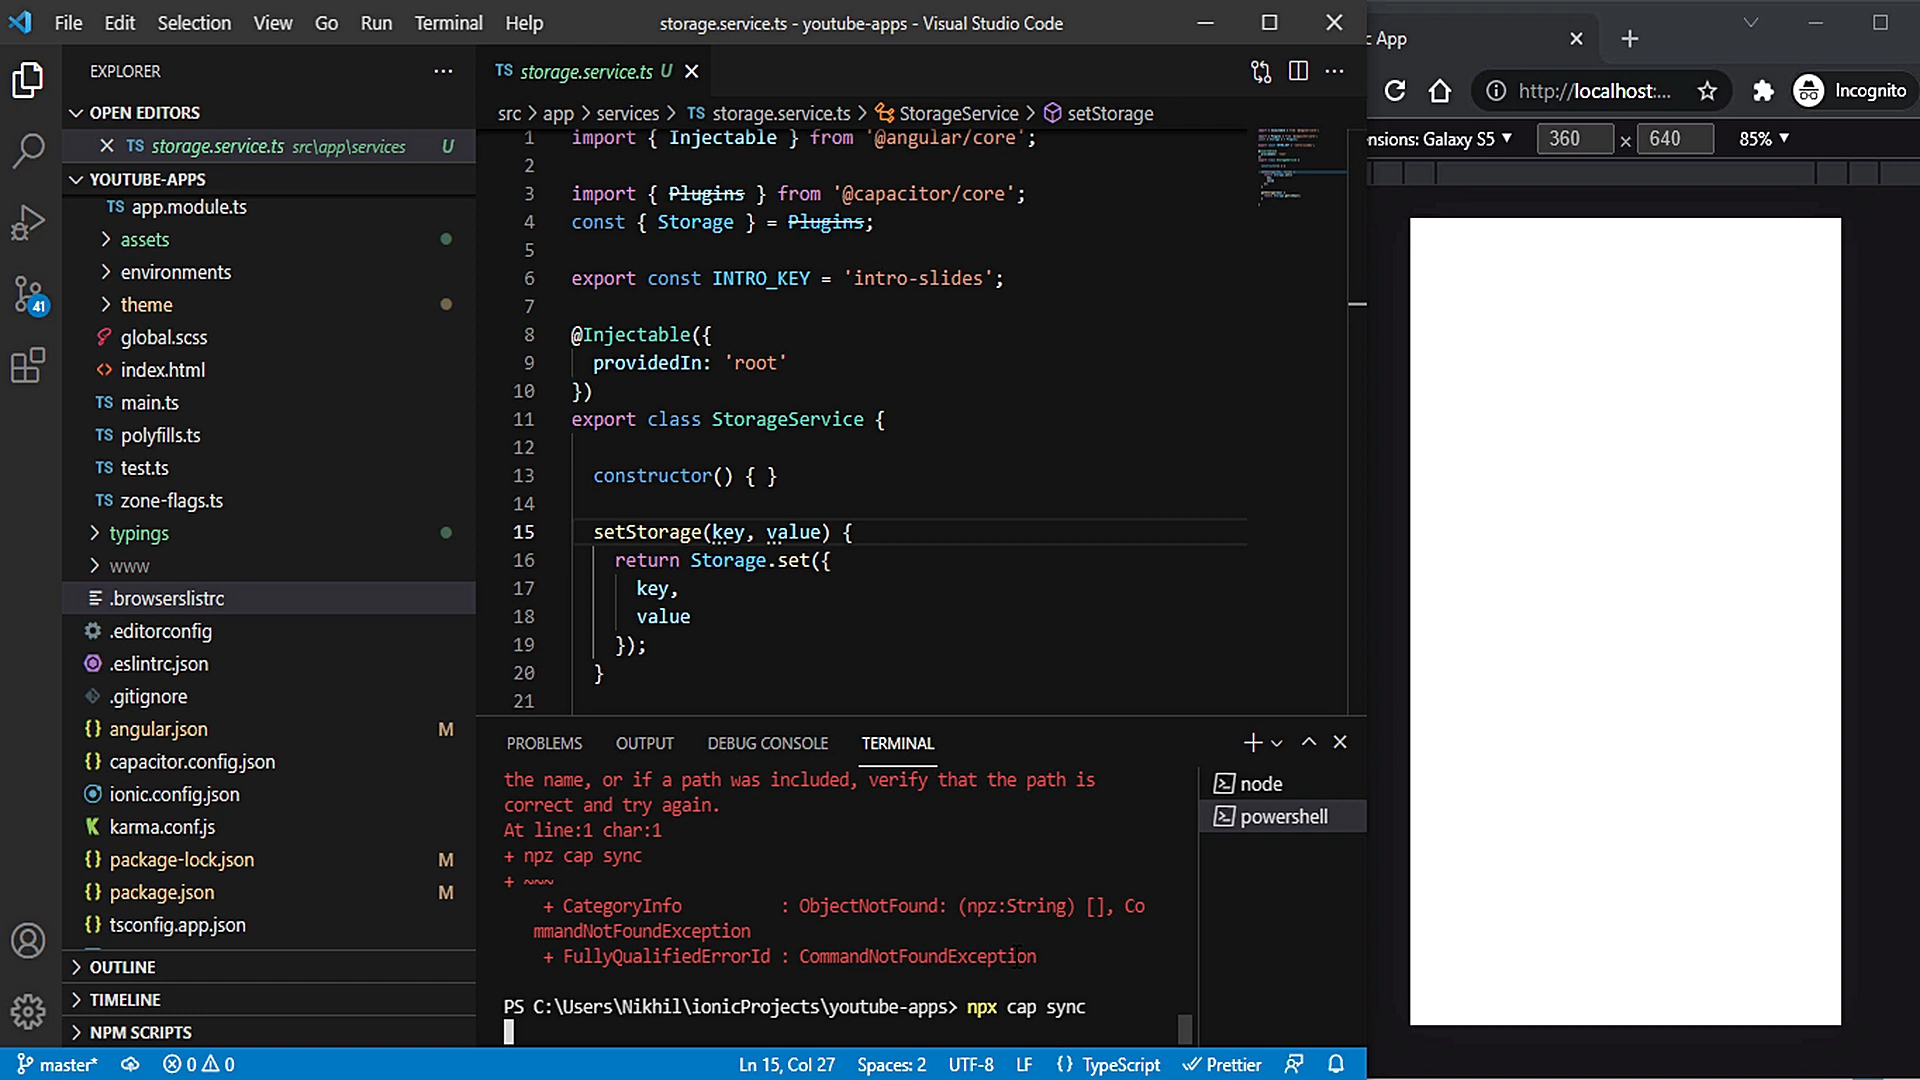 File Edit Selection View Go Run Terminal Help
storage.service.ts - youtube-apps - Visual Studio Code
EXPLORER
OPEN EDITORS
TS storage.service.ts src\app\services U
YOUTUBE-APPS
TS app.module.ts
assets
environments
theme
global.scss
<> index.html
TS main.ts
TS polyfills.ts
TS test.ts
TS zone-flags.ts
typings
www
.browserslistrc
.editorconfig
.eslintrc.json
.gitignore
{} angular.json M
{} capacitor.config.json
ionic.config.json
karma.conf.js
{} package-lock.json M
{} package.json M
{} tsconfig.app.json
OUTLINE
TIMELINE
NPM SCRIPTS
41
TS storage.service.ts U
src > app > services > TS storage.service.ts > StorageService > setStorage
1 import { Injectable } from '@angular/core';
2
3 import { Plugins } from '@capacitor/core';
4 const { Storage } = Plugins;
5
6 export const INTRO_KEY = 'intro-slides';
7
8 @Injectable({
9 providedIn: 'root'
10 })
11 export class StorageService {
12
13 constructor() { }
14
15 setStorage(key, value) {
16 return Storage.set({
17 key,
18 value
19 });
20 }
21
PROBLEMS OUTPUT DEBUG CONSOLE TERMINAL
the name, or if a path was included, verify that the path is
correct and try again.
At line:1 char:1
+ npz cap sync
+ ~~~
+ CategoryInfo : ObjectNotFound: (npz:String) [], Co
mmandNotFoundException
+ FullyQualifiedErrorId : CommandNotFoundException
PS C:\Users\Nikhil\ionicProjects\youtube-apps> npx cap sync
node
powershell
master* 0 0 Ln 15, Col 27 Spaces: 2 UTF-8 LF {} TypeScript Prettier
c App
http://localhost:... Incognito
ensions: Galaxy S5 360 x 640 85%